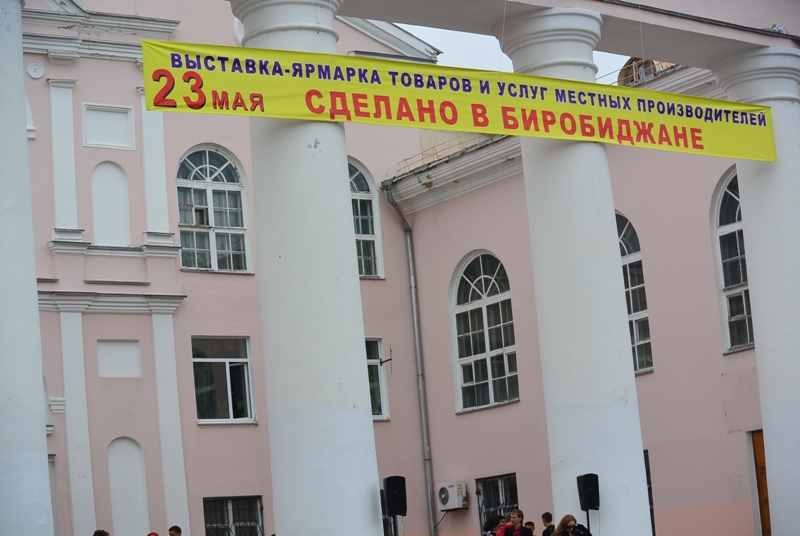 ВЫСТАВКА-ЯРМАРКА ТОВАРОВ И УСЛУГ МЕСТНЫХ ПРОИЗВОДИТЕЛЕЙ
23 МАЯ СДЕЛАНО В БИРОБИДЖАНЕ